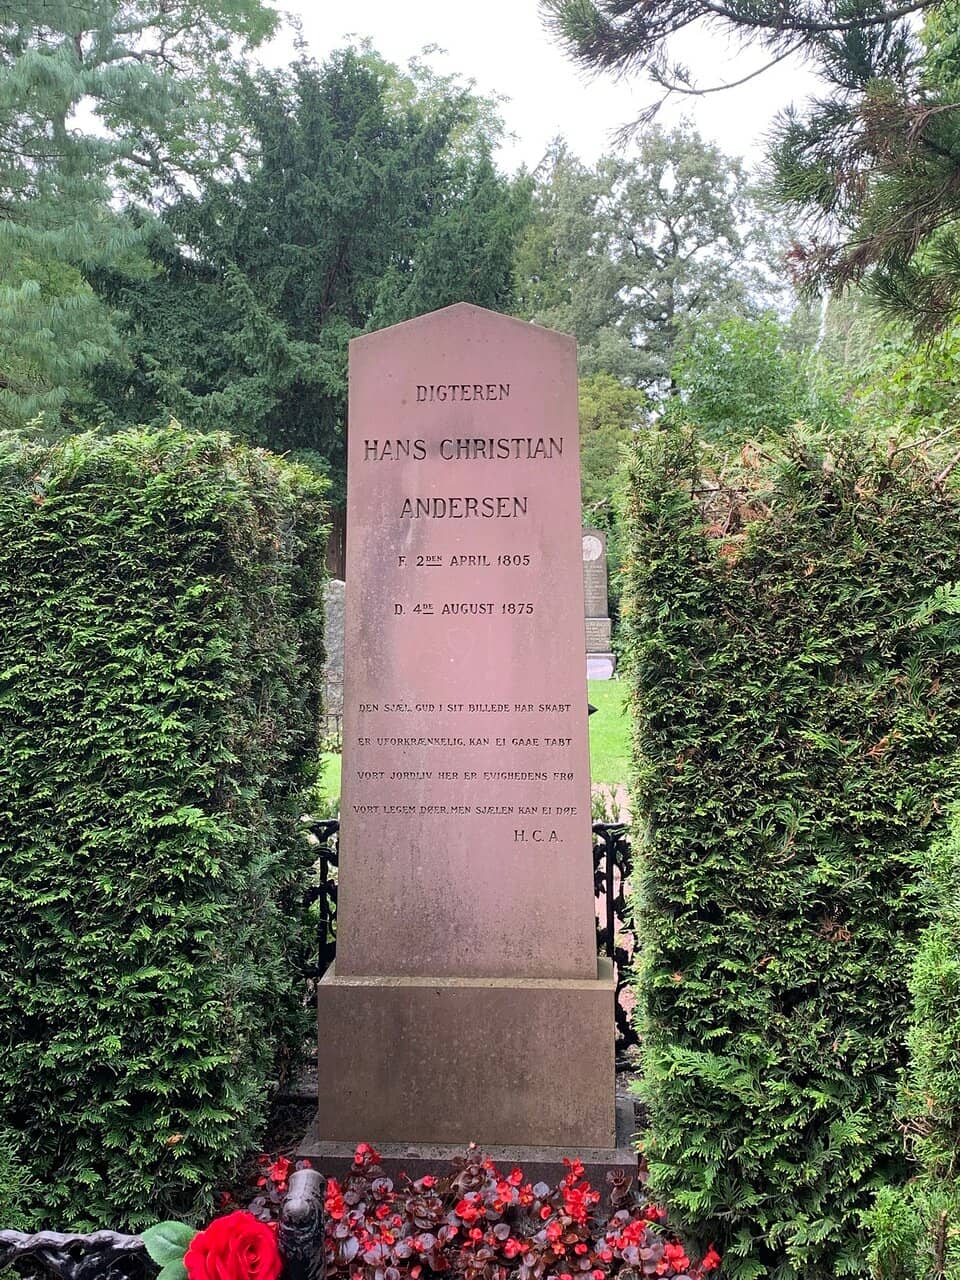 DIGTEREN
HANS CHRISTIAN
ANDERSEN
F. 2DEN APRIL 1805
D. 4DE AUGUST 1875
DEN SJÆL, GUD I SIT BILLEDE HAR SKABT
ER UFORKRÆNKELIG, KAN EI GAAE TABT
VORT JORDLIV HER ER EVIGHEDENS FRØ
VORT LEGEM DØER, MEN SJÆLEN KAN EI DØE
H. C. A.